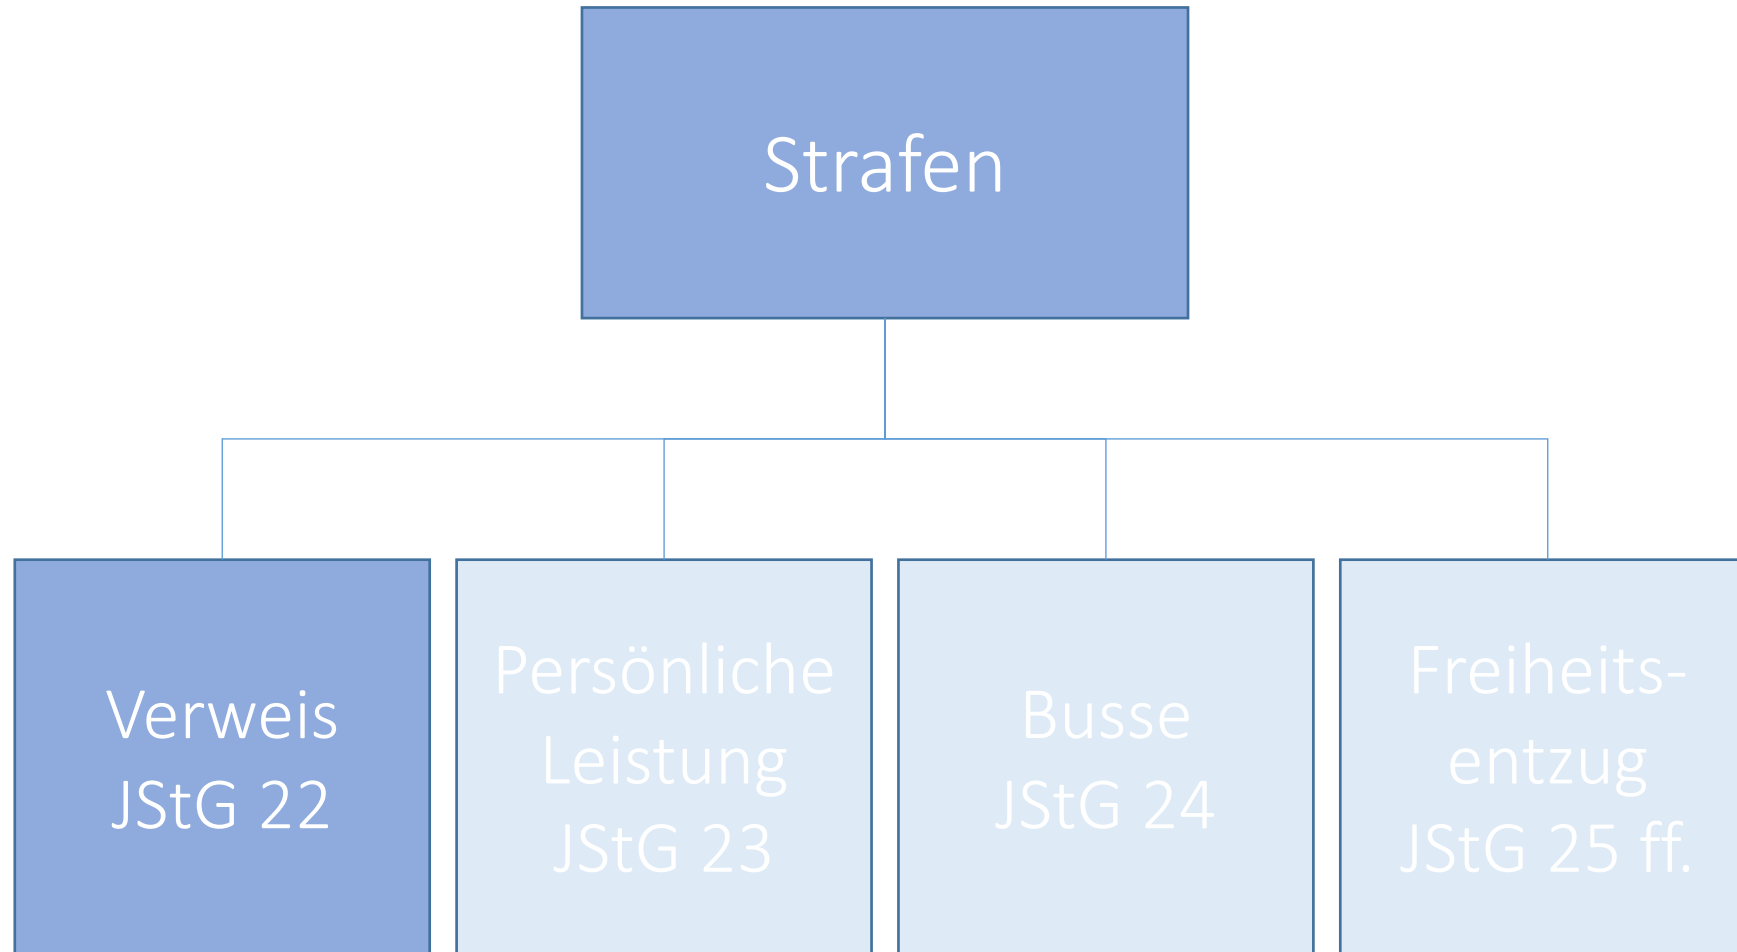 Strafen
Verweis
JStG 22
Persönliche
Leistung
JStG 23
Busse
JStG 24
Freiheits-
entzug
JStG 25 ff.